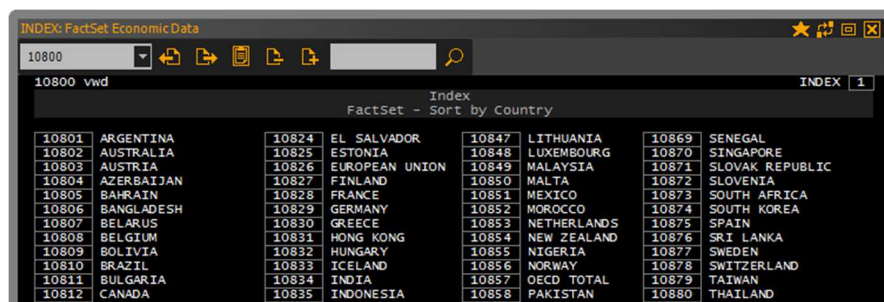 INDEX: FactSet Economic Data
10800
10800 vwd INDEX 1
Index
FactSet - Sort by Country
10801 ARGENTINA 10824 EL SALVADOR 10847 LITHUANIA 10869 SENEGAL
10802 AUSTRALIA 10825 ESTONIA 10848 LUXEMBOURG 10870 SINGAPORE
10803 AUSTRIA 10826 EUROPEAN UNION 10849 MALAYSIA 10871 SLOVAK REPUBLIC
10804 AZERBAIJAN 10827 FINLAND 10850 MALTA 10872 SLOVENIA
10805 BAHRAIN 10828 FRANCE 10851 MEXICO 10873 SOUTH AFRICA
10806 BANGLADESH 10829 GERMANY 10852 MOROCCO 10874 SOUTH KOREA
10807 BELARUS 10830 GREECE 10853 NETHERLANDS 10875 SPAIN
10808 BELGIUM 10831 HONG KONG 10854 NEW ZEALAND 10876 SRI LANKA
10809 BOLIVIA 10832 HUNGARY 10855 NIGERIA 10877 SWEDEN
10810 BRAZIL 10833 ICELAND 10856 NORWAY 10878 SWITZERLAND
10811 BULGARIA 10834 INDIA 10857 OECD TOTAL 10879 TAIWAN
10812 CANADA 10835 INDONESIA 10858 PAKISTAN 10880 THAILAND